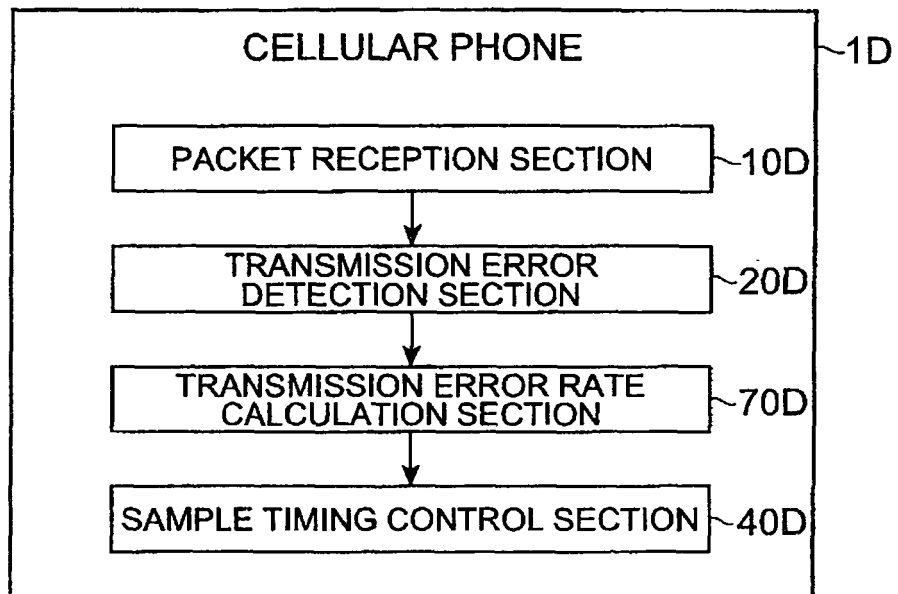 CELLULAR PHONE
1D
PACKET RECEPTION SECTION
10D
TRANSMISSION ERROR
DETECTION SECTION
20D
TRANSMISSION ERROR RATE
CALCULATION SECTION
70D
SAMPLE TIMING CONTROL SECTION
40D